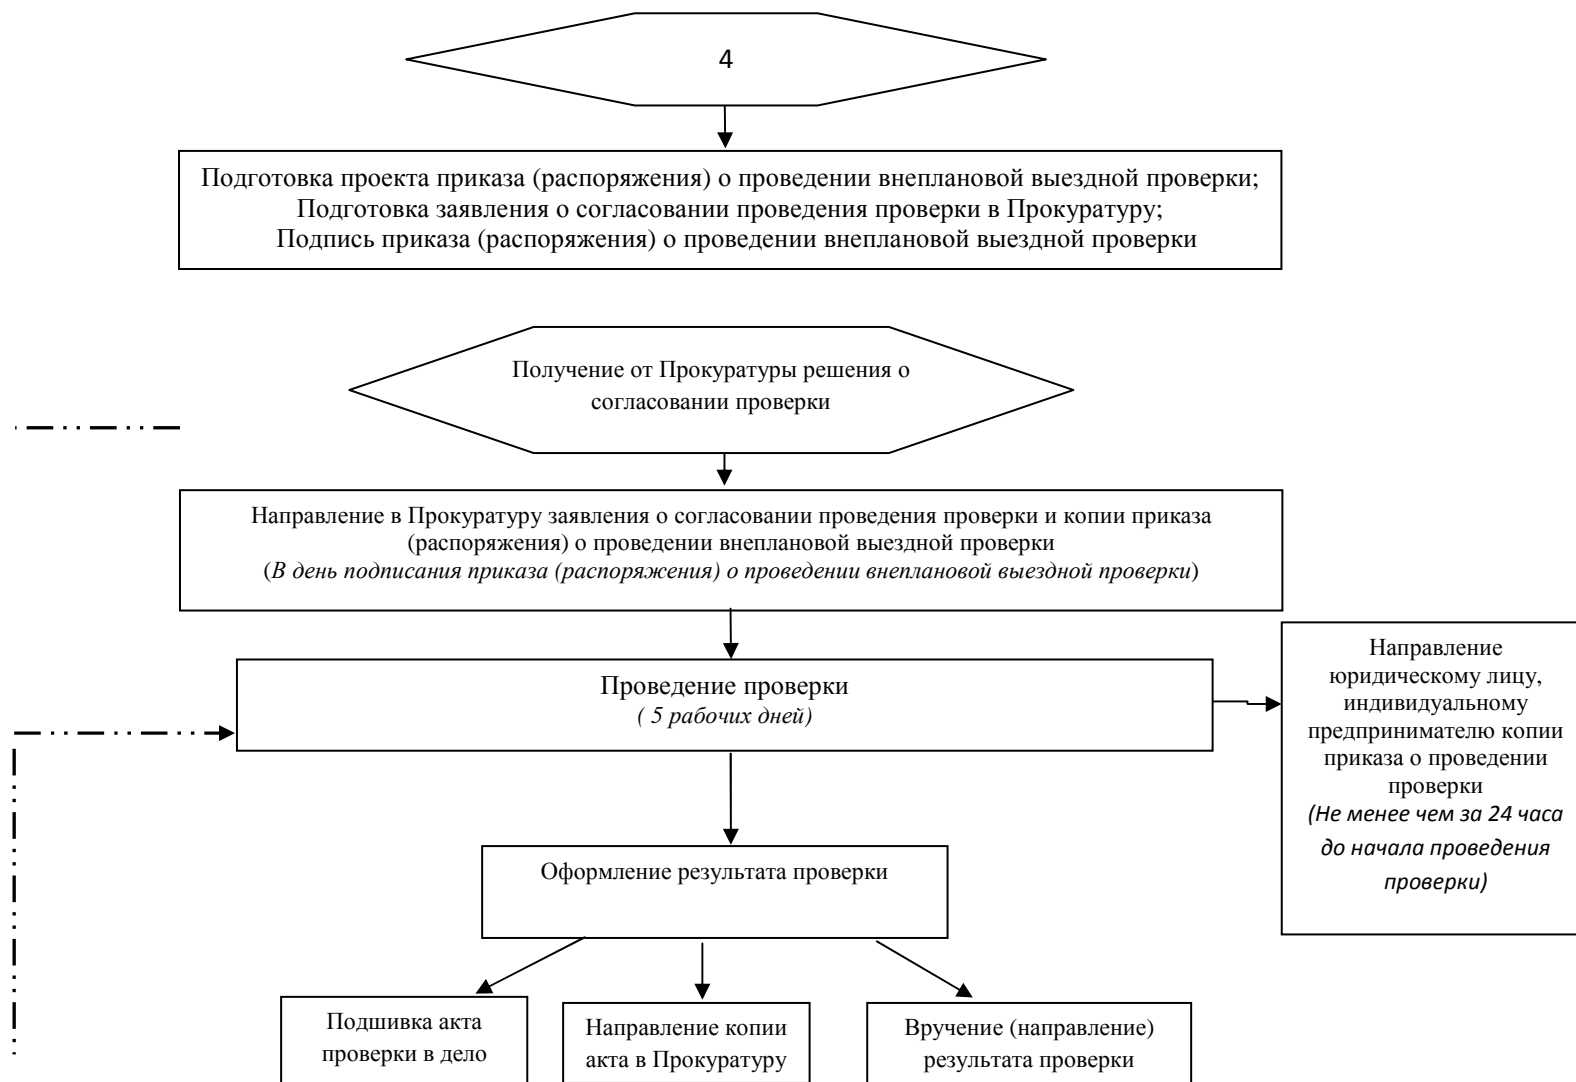 4
Подготовка проекта приказа (распоряжения) о проведении внеплановой выездной проверки;
Подготовка заявления о согласовании проведения проверки в Прокуратуру;
Подпись приказа (распоряжения) о проведении внеплановой выездной проверки
Получение от Прокуратуры решения о
согласовании проверки
Направление в Прокуратуру заявления о согласовании проведения проверки и копии приказа
(распоряжения) о проведении внеплановой выездной проверки
(В день подписания приказа (распоряжения) о проведении внеплановой выездной проверки)
Проведение проверки
( 5 рабочих дней)
Направление
юридическому лицу,
индивидуальному
предпринимателю копии
приказа о проведении
проверки
(Не менее чем за 24 часа
до начала проведения
проверки)
Оформление результата проверки
Подшивка акта
проверки в дело
Направление копии
акта в Прокуратуру
Вручение (направление)
результата проверки